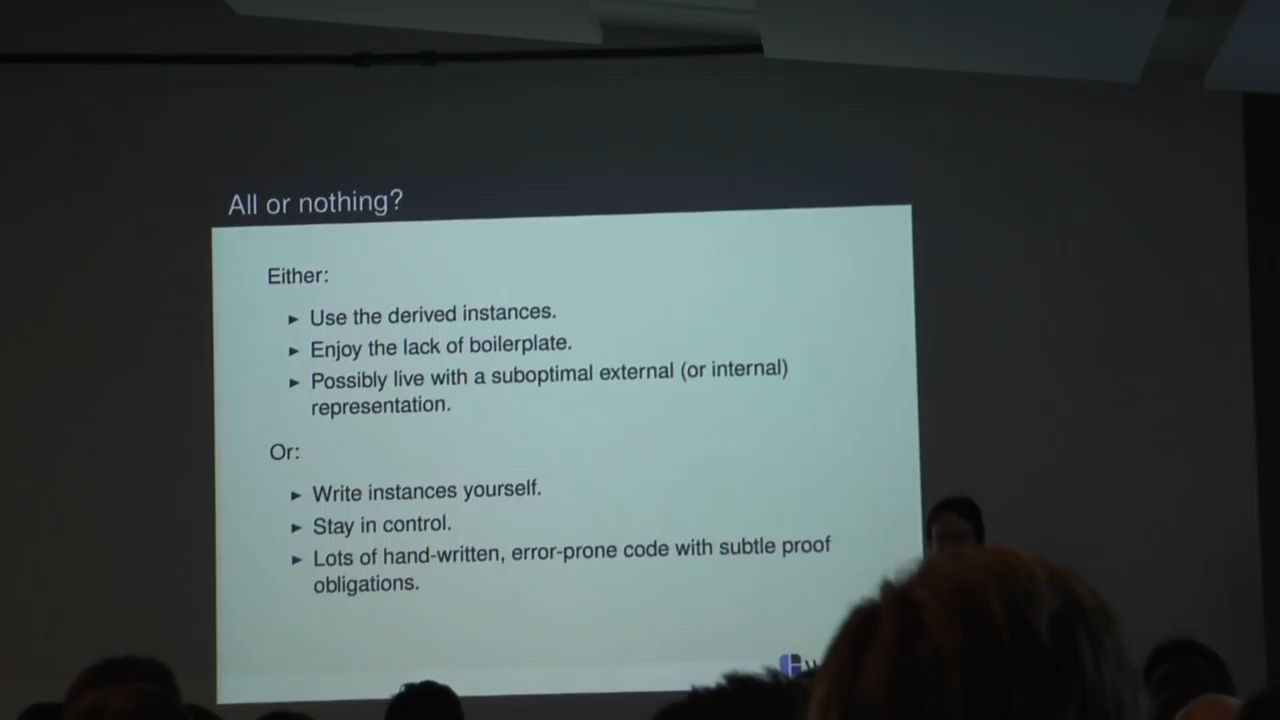 All or nothing?
Either:
► Use the derived instances.
► Enjoy the lack of boilerplate.
► Possibly live with a suboptimal external (or internal)
representation.
Or:
► Write instances yourself.
► Stay in control.
► Lots of hand-written, error-prone code with subtle proof
obligations.